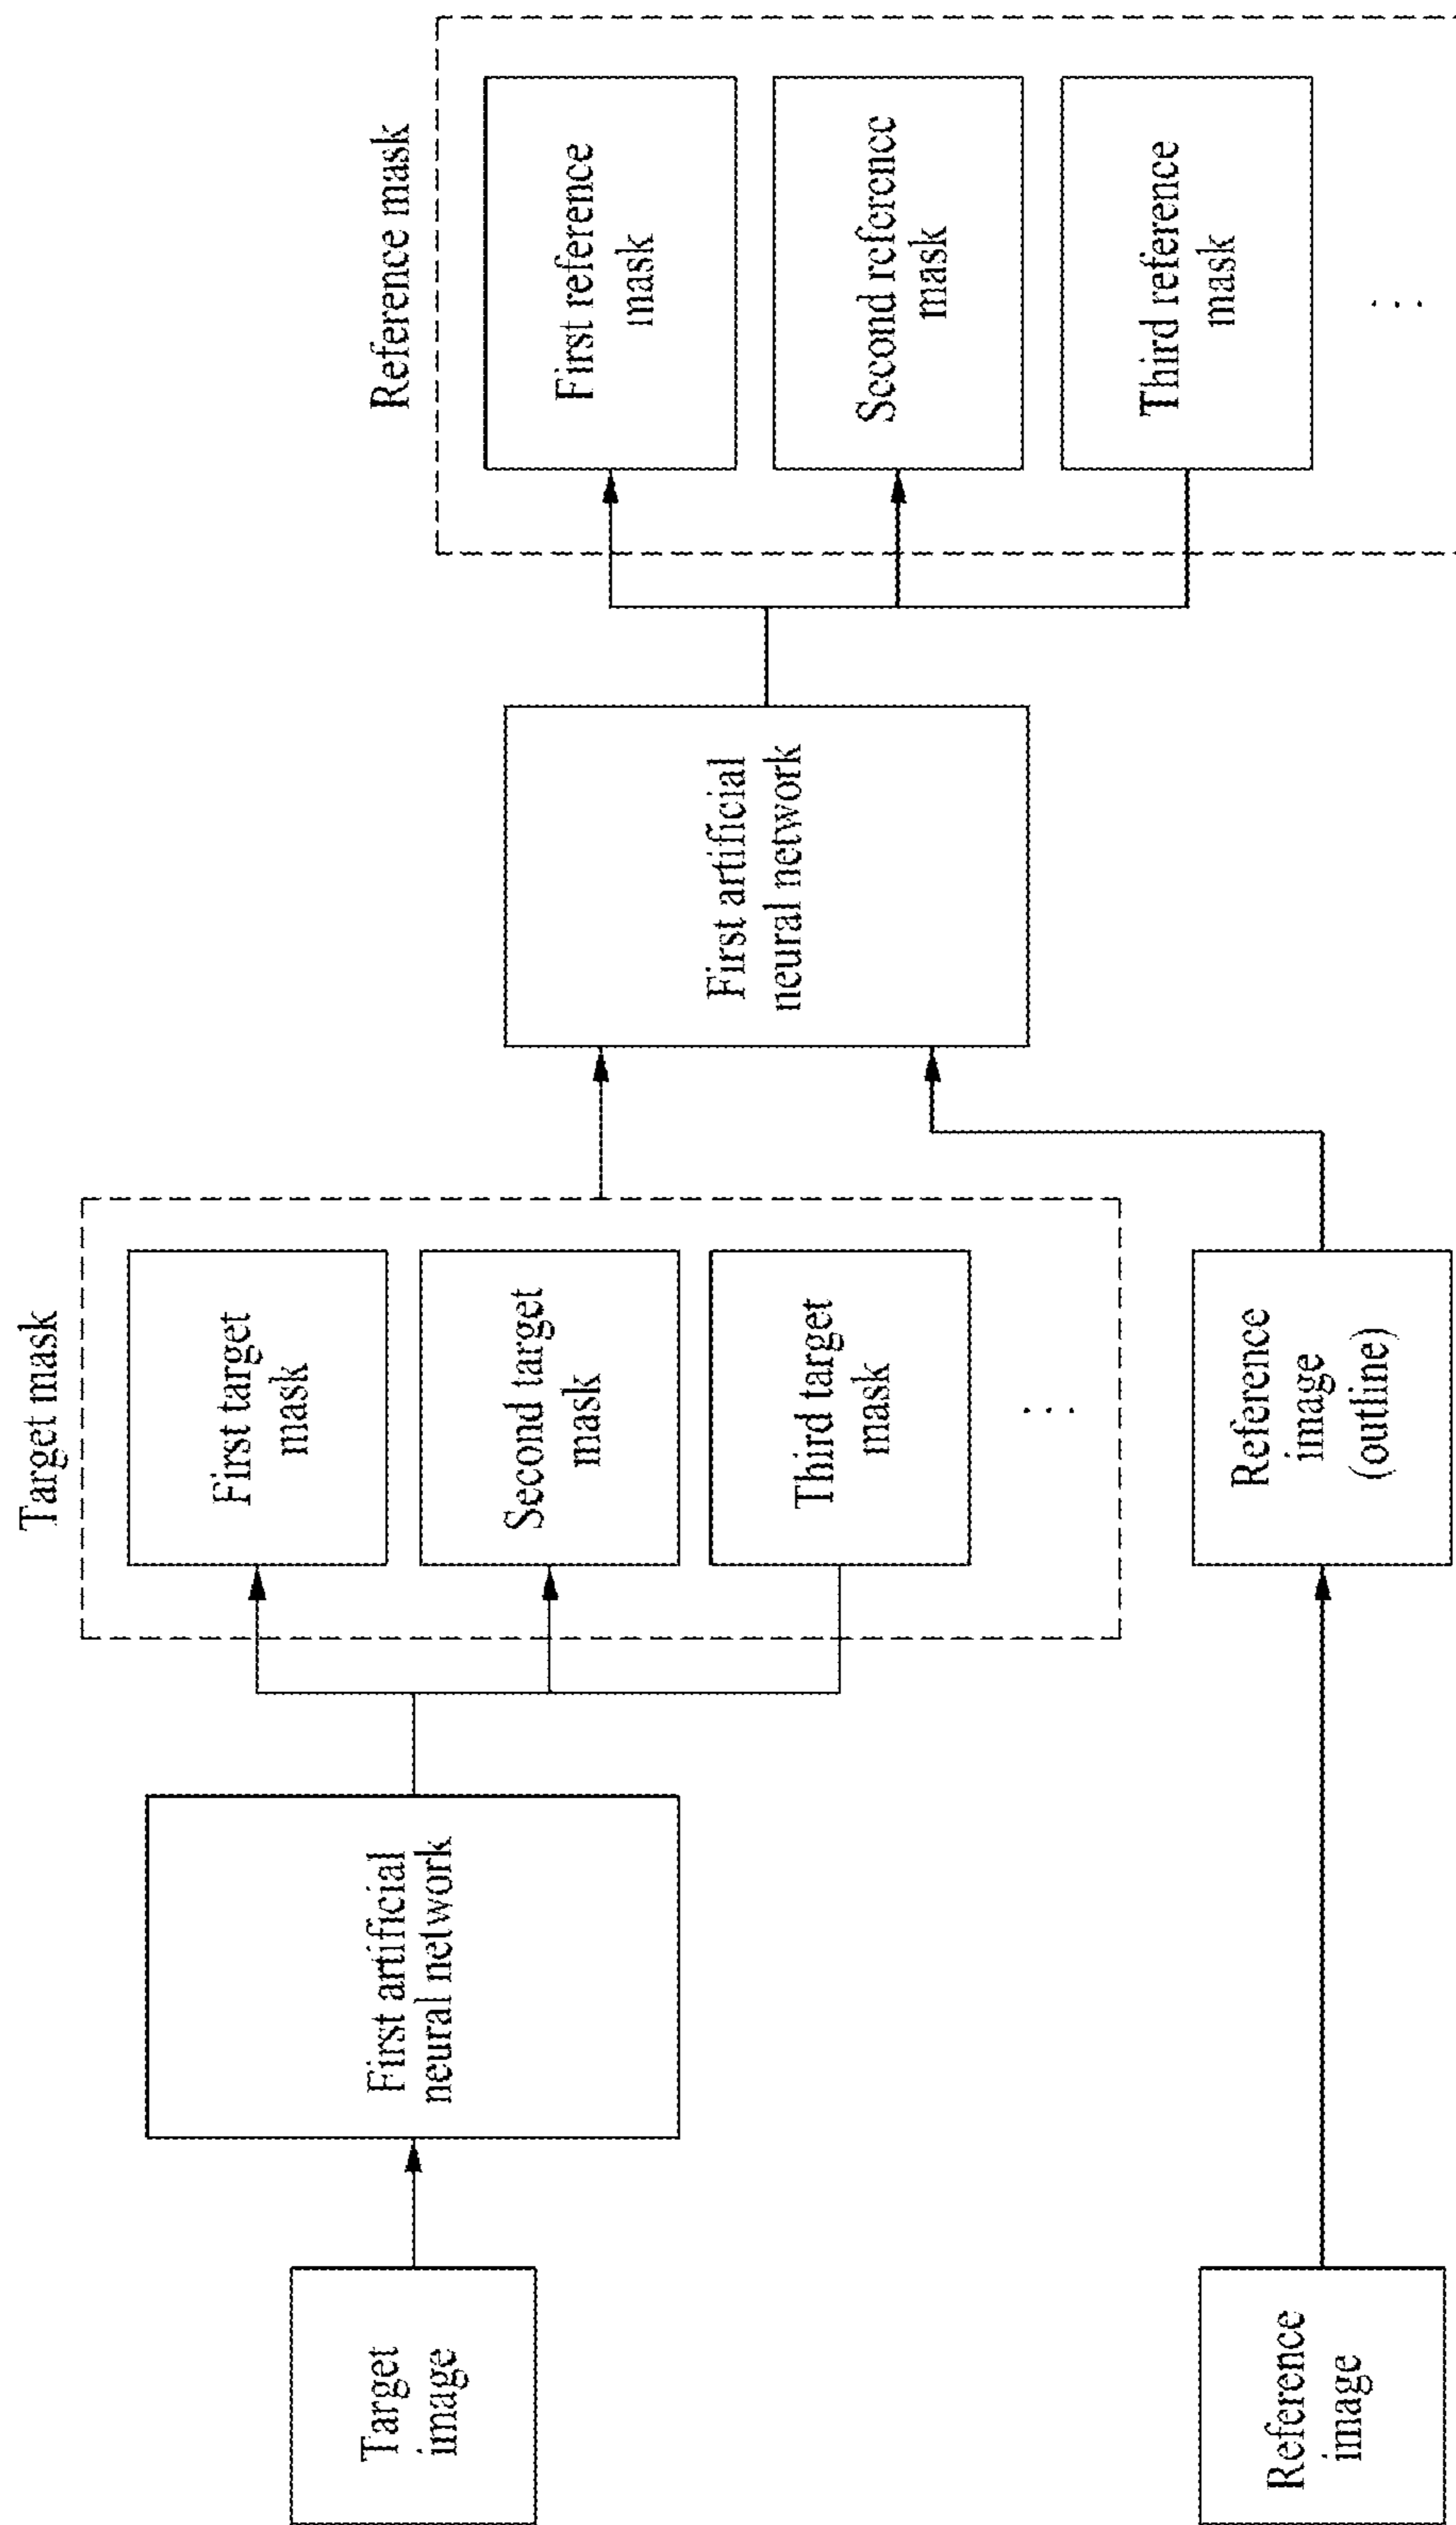 Target
image
First artificial
neural network
Target mask
First target
mask
Second target
mask
Third target
mask
. . .
Reference
image
Reference
image
(outline)
First artificial
neural network
Reference mask
First reference
mask
Second reference
mask
Third reference
mask
. . .